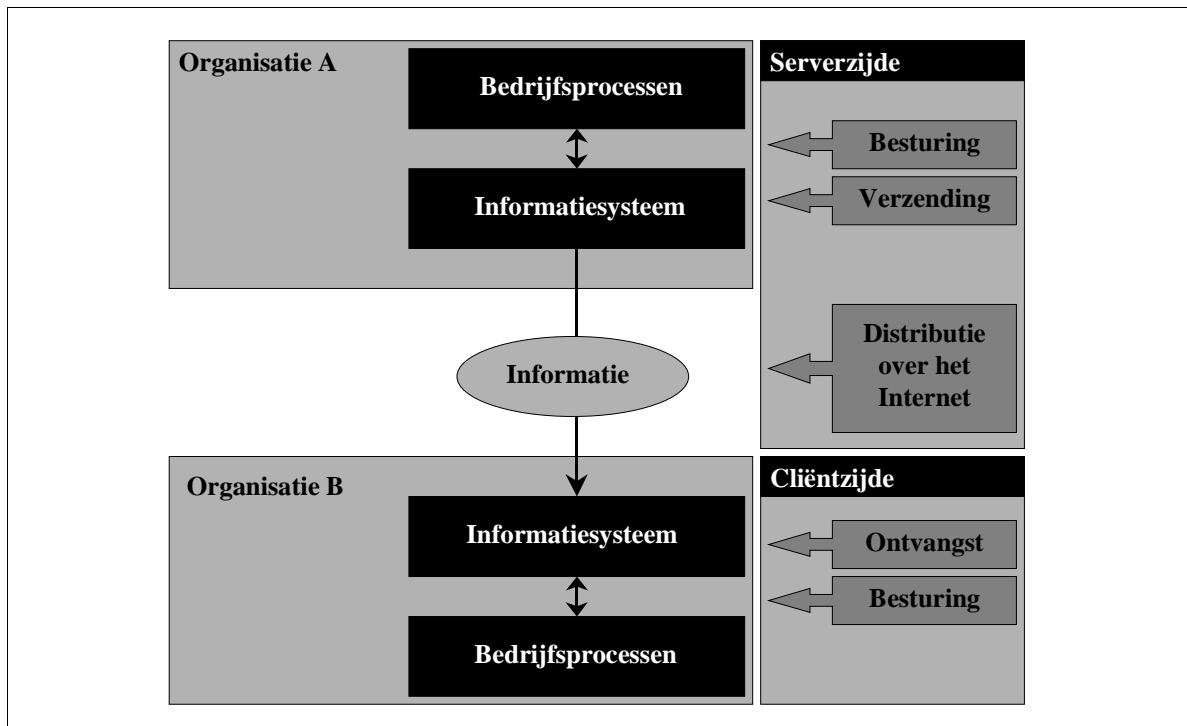 Organisatie A
Bedrijfsprocessen
Informatiesysteem
Serverzijde
Besturing
Verzending
Distributie
over het
Internet
Informatie
Organisatie B
Informatiesysteem
Bedrijfsprocessen
Cliëntzijde
Ontvangst
Besturing